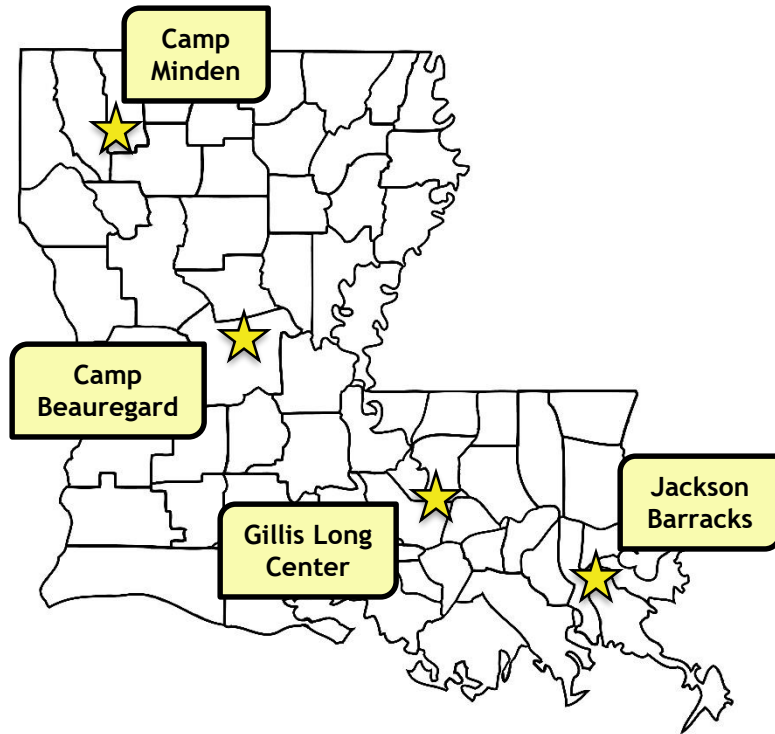 Camp
Minden
Camp
Beauregard
Gillis Long
Center
Jackson
Barracks